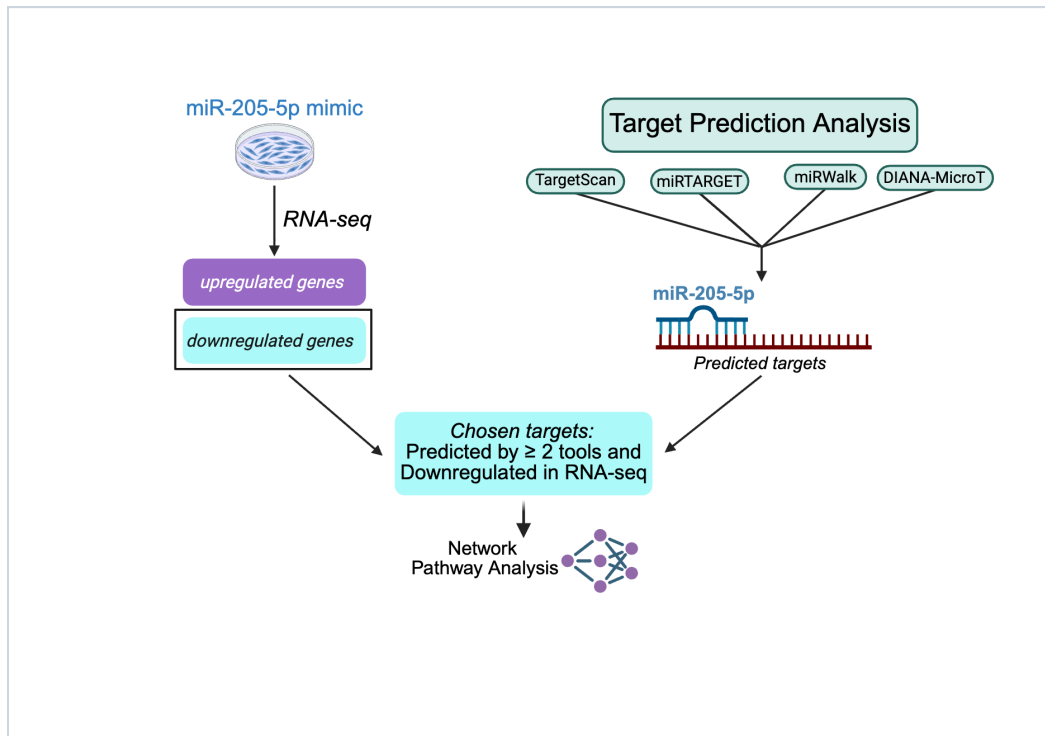 miR-205-5p mimic
RNA-seq
upregulated genes
downregulated genes
Target Prediction Analysis
TargetScan
miRTARGET
miRWalk
DIANA-MicroT
miR-205-5p
Predicted targets
Chosen targets:
Predicted by ≥ 2 tools and
Downregulated in RNA-seq
Network
Pathway Analysis